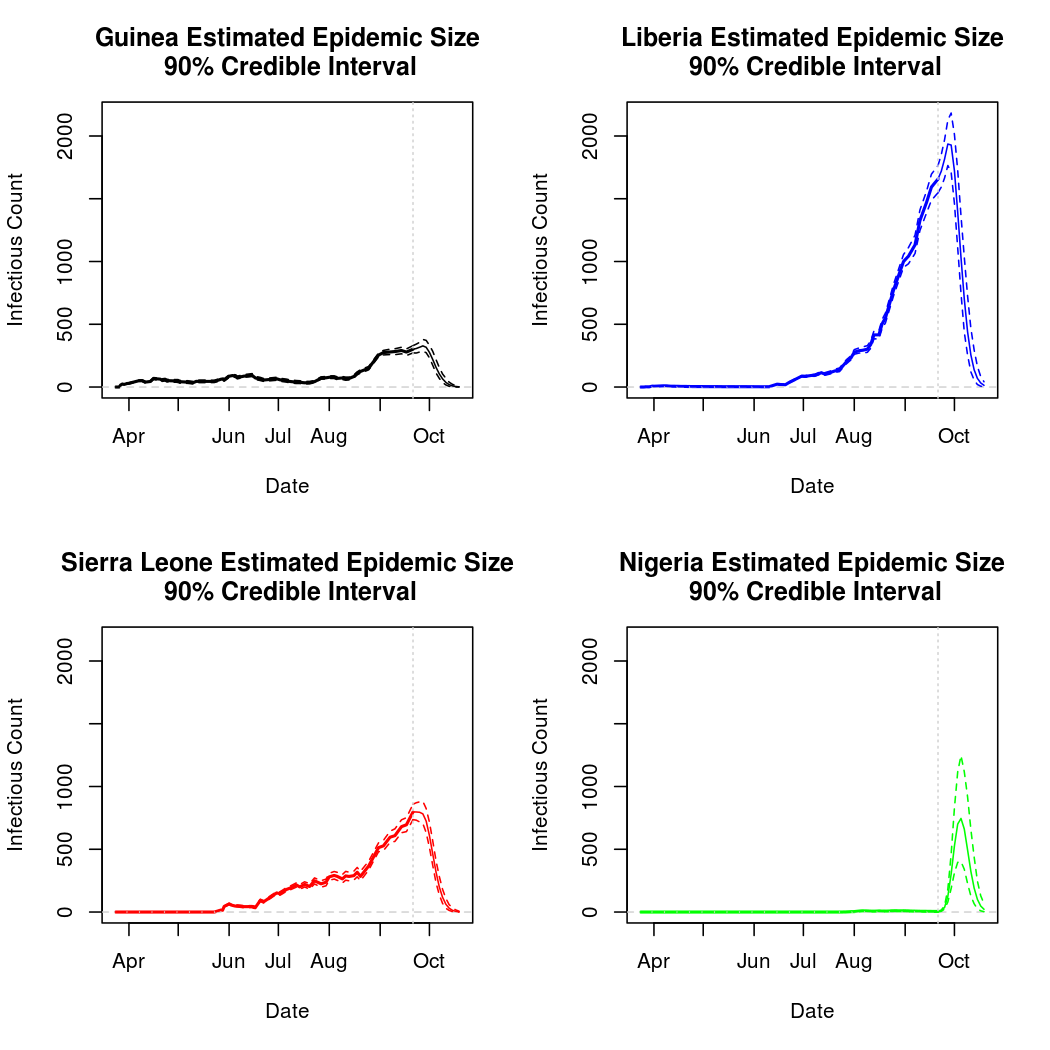 Guinea Estimated Epidemic Size
90% Credible Interval
Infectious Count
2000
1000
500
0
Apr Jun Jul Aug Oct
Date
Liberia Estimated Epidemic Size
90% Credible Interval
Infectious Count
2000
1000
500
0
Apr Jun Jul Aug Oct
Date
Sierra Leone Estimated Epidemic Size
90% Credible Interval
Infectious Count
2000
1000
500
0
Apr Jun Jul Aug Oct
Date
Nigeria Estimated Epidemic Size
90% Credible Interval
Infectious Count
2000
1000
500
0
Apr Jun Jul Aug Oct
Date